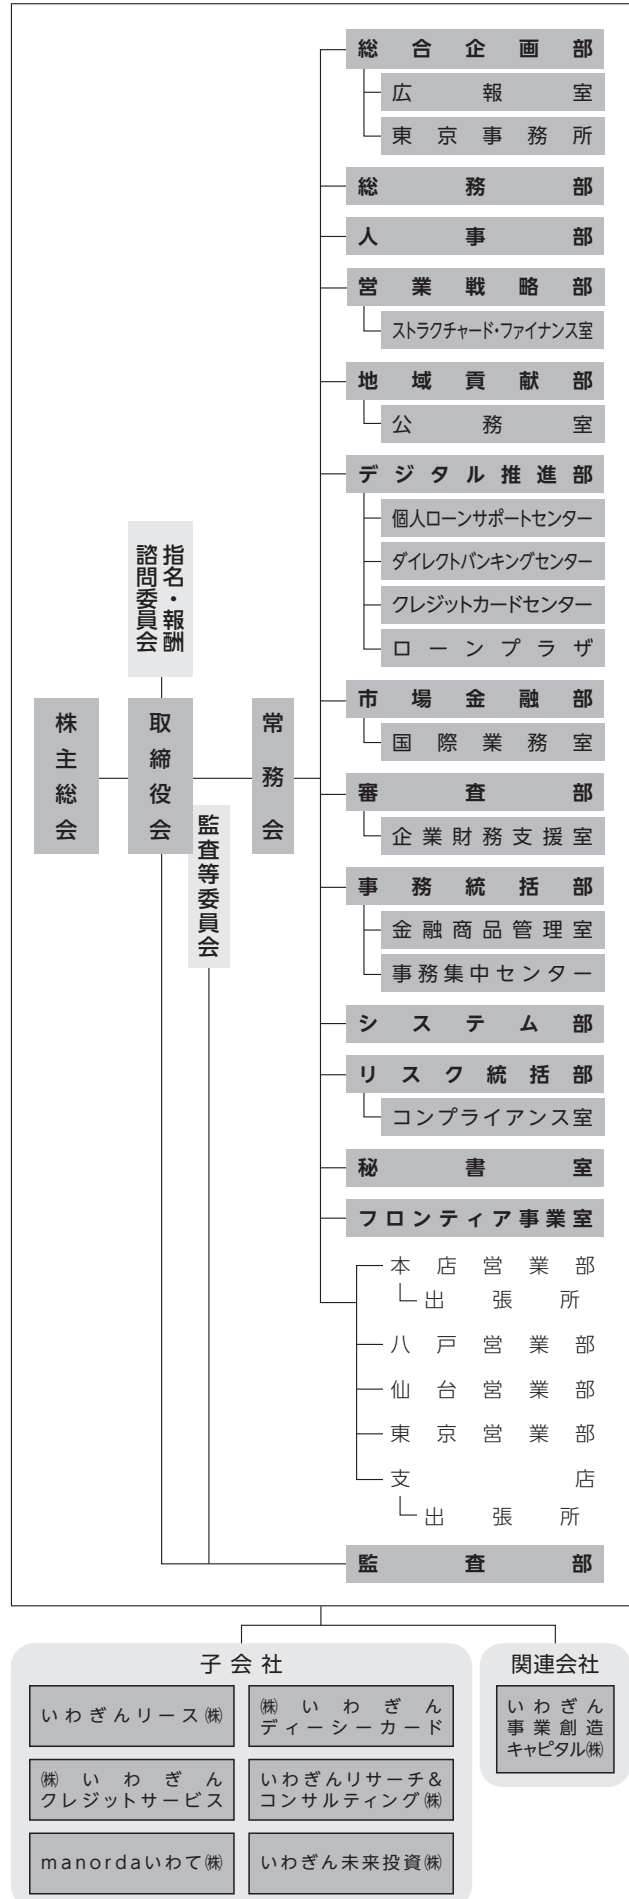 総合企画部
広報室
東京事務所
総務部
人事部
営業戦略部
ストラクチャード・ファイナンス室
地域貢献部
公務室
デジタル推進部
個人ローンサポートセンター
ダイレクトバンキングセンター
クレジットカードセンター
ローンプラザ
指名・報酬
諮問委員会
株主総会
取締役会
常務会
監査等委員会
市場金融部
国際業務室
審査部
企業財務支援室
事務統括部
金融商品管理室
事務集中センター
システム部
リスク統括部
コンプライアンス室
秘書室
フロンティア事業室
本店営業部
出張所
八戸営業部
仙台営業部
東京営業部
支店
出張所
監査部
子会社
いわぎんリース㈱
㈱いわぎん
ディーシーカード
㈱いわぎん
クレジットサービス
いわぎんリサーチ&
コンサルティング㈱
manordaいわて㈱
いわぎん未来投資㈱
関連会社
いわぎん
事業創造
キャピタル㈱